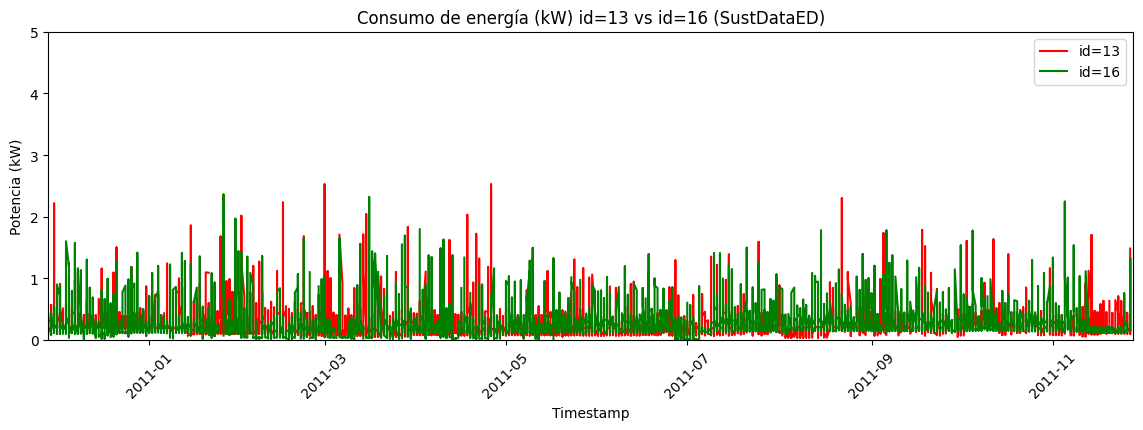 Consumo de energía (kW) id=13 vs id=16 (SustDataED)
5
4
3
2
1
0
Potencia (kW)
id=13
id=16
2011-01
2011-03
2011-05
2011-07
2011-09
2011-11
Timestamp